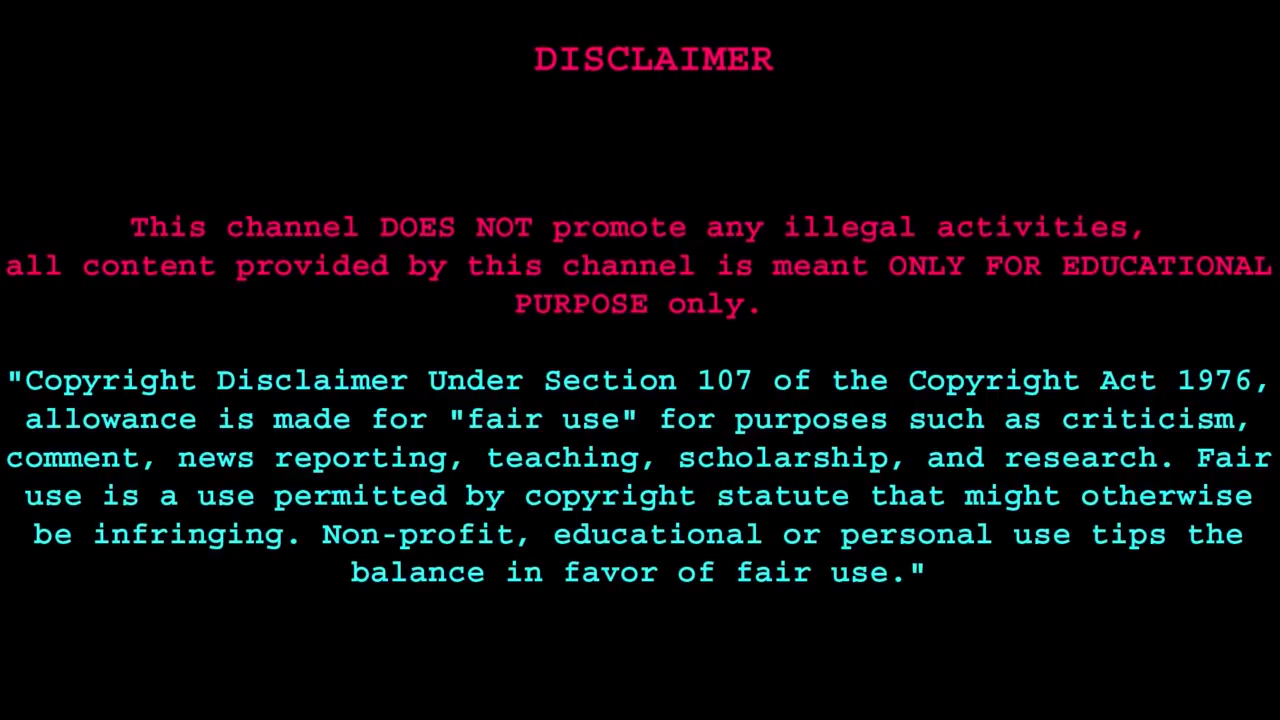 DISCLAIMER
This channel DOES NOT promote any illegal activities,
all content provided by this channel is meant ONLY FOR EDUCATIONAL
PURPOSE only.
"Copyright Disclaimer Under Section 107 of the Copyright Act 1976,
allowance is made for "fair use" for purposes such as criticism,
comment, news reporting, teaching, scholarship, and research. Fair
use is a use permitted by copyright statute that might otherwise
be infringing. Non-profit, educational or personal use tips the
balance in favor of fair use."